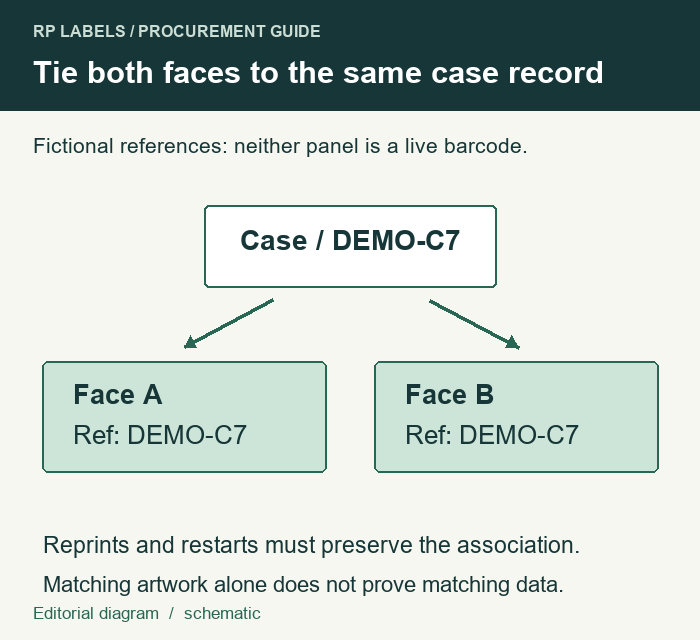 RP LABELS / PROCUREMENT GUIDE
Tie both faces to the same case record
Fictional references: neither panel is a live barcode.
Case / DEMO-C7
Face A
Ref: DEMO-C7
Face B
Ref: DEMO-C7
Reprints and restarts must preserve the association.
Matching artwork alone does not prove matching data.
Editorial diagram / schematic